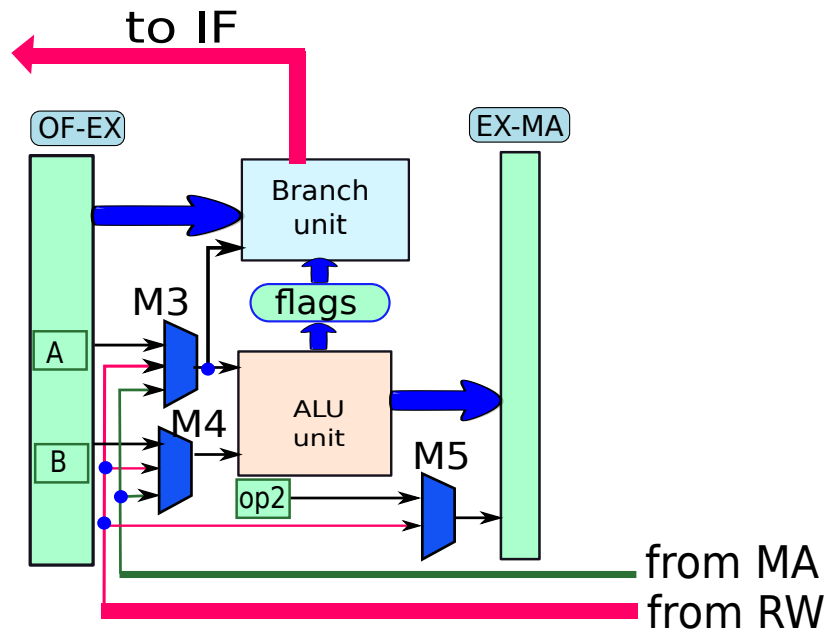 to IF
OF-EX
EX-MA
Branch
unit
M3
flags
A
ALU
unit
M4
B
M5
op2
from MA
from RW